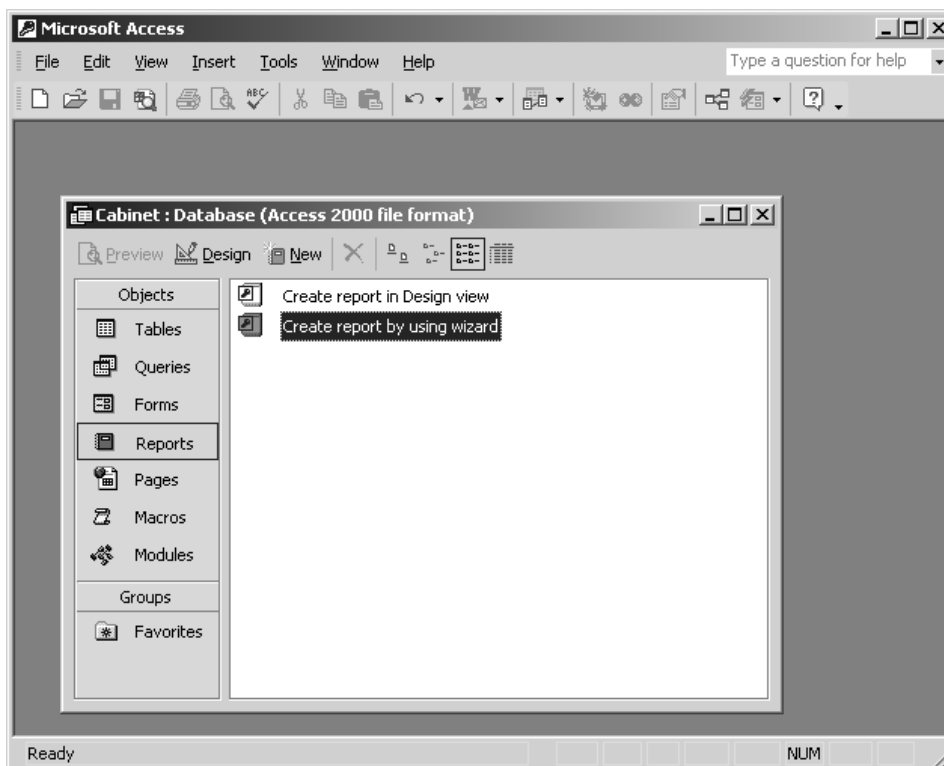 Microsoft Access
File Edit View Insert Tools Window Help Type a question for help
ABC
W
Cabinet : Database (Access 2000 file format)
Preview Design New
Objects
Create report in Design view
Create report by using wizard
Tables
Queries
Forms
Reports
Pages
Macros
Modules
Groups
Favorites
Ready NUM